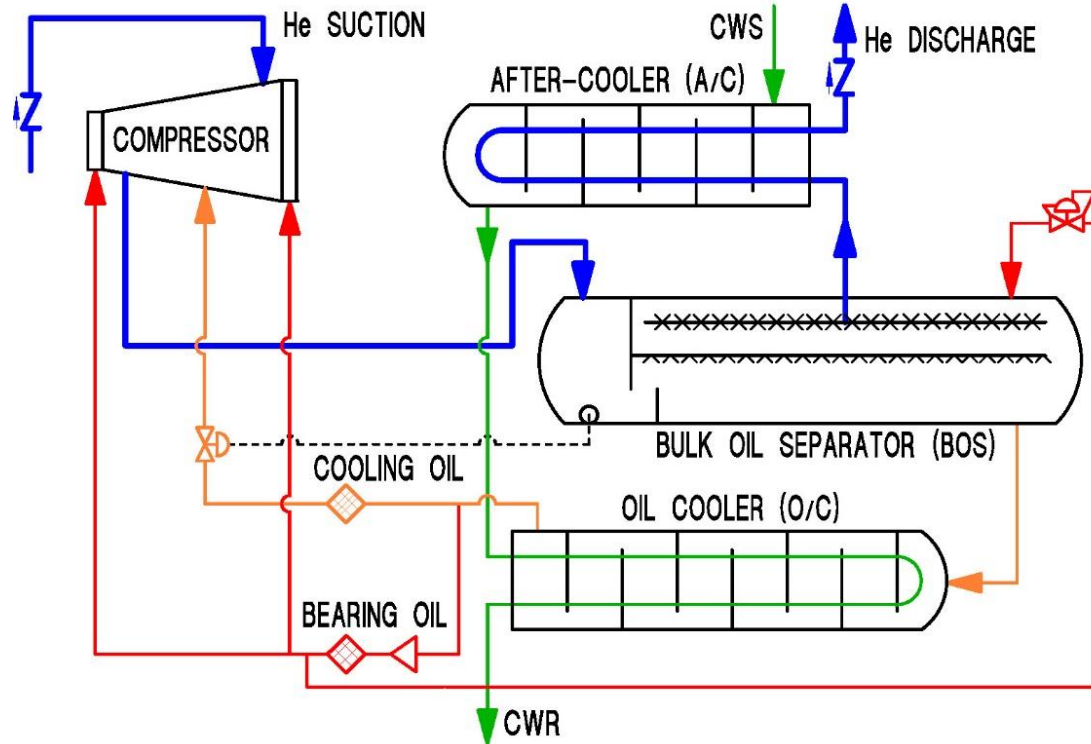 He SUCTION
CWS
He DISCHARGE
AFTER-COOLER (A/C)
COMPRESSOR
BULK OIL SEPARATOR (BOS)
COOLING OIL
OIL COOLER (O/C)
BEARING OIL
CWR